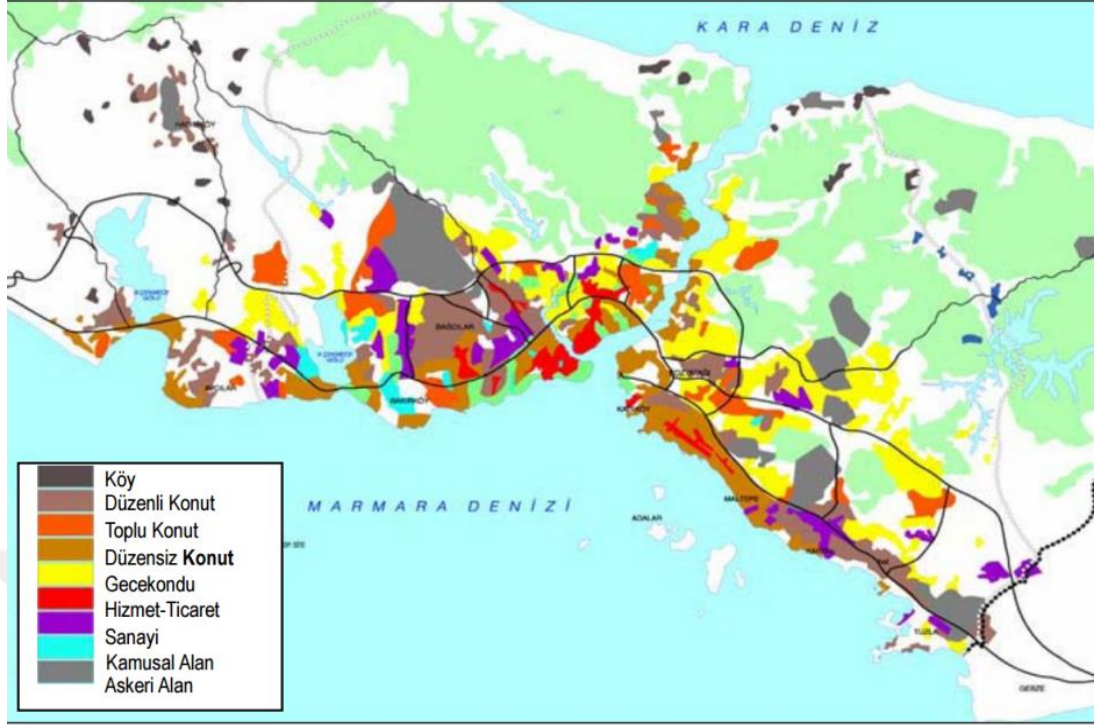 KARA DENİZ
BAĞCILAR
AVCILAR
BAKIRKÖY
KADIKÖY
MALTEPE
MARMARA DENİZİ
ADALAR
TUZLA
GEBZE
Köy
Düzenli Konut
Toplu Konut
Düzensiz Konut
Gecekondu
Hizmet-Ticaret
Sanayi
Kamusal Alan
Askeri Alan